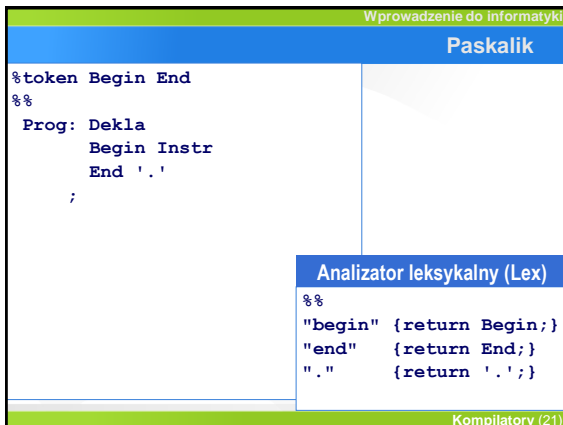 Wprowadzenie do informatyki
Paskalik
%token Begin End
%%
Prog: Dekla
Begin Instr
End '.'
;
Analizator leksykalny (Lex)
%%
"begin" {return Begin;}
"end" {return End;}
"." {return '.';}
Kompilatory (21)